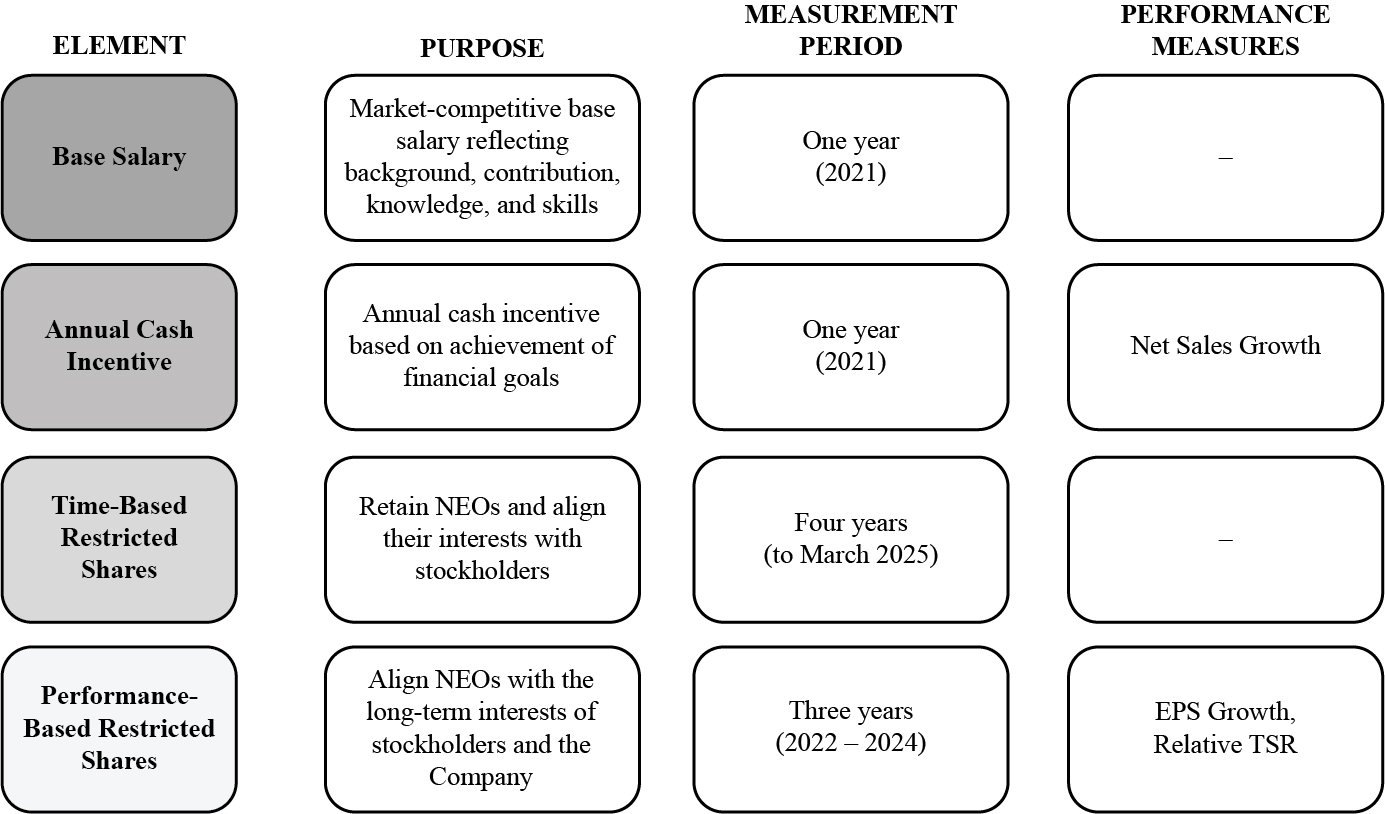 ELEMENT
PURPOSE
MEASUREMENT
PERIOD
PERFORMANCE
MEASURES
Base Salary
Market-competitive base
salary reflecting
background, contribution,
knowledge, and skills
One year
(2021)
–
Annual Cash
Incentive
Annual cash incentive
based on achievement of
financial goals
One year
(2021)
Net Sales Growth
Time-Based
Restricted
Shares
Retain NEOs and align
their interests with
stockholders
Four years
(to March 2025)
–
Performance-
Based Restricted
Shares
Align NEOs with the
long-term interests of
stockholders and the
Company
Three years
(2022 – 2024)
EPS Growth,
Relative TSR